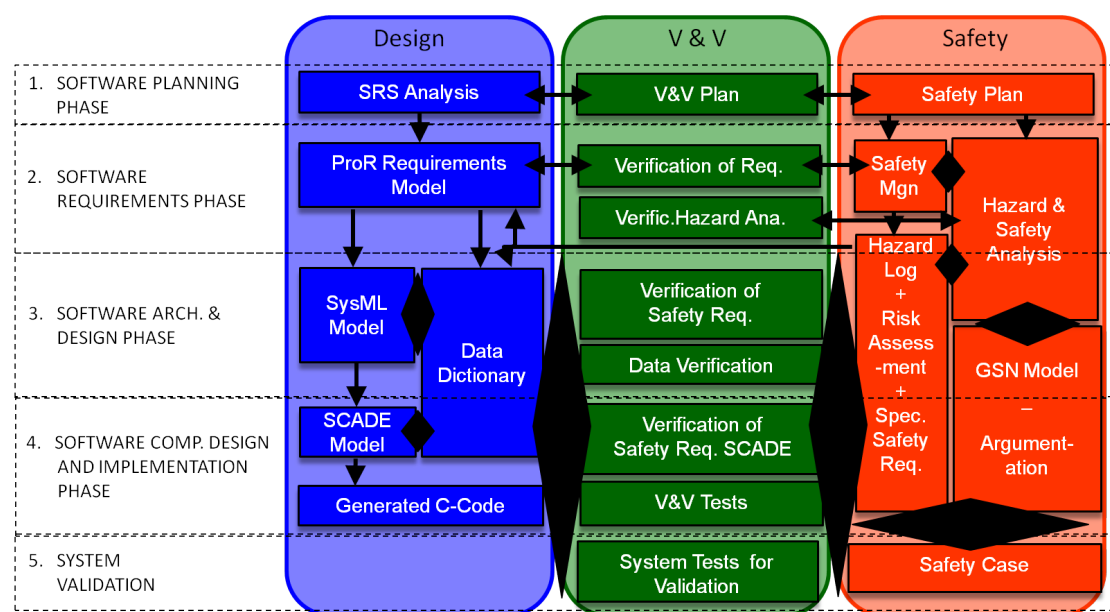 Design
V & V
Safety
1. SOFTWARE PLANNING
PHASE
SRS Analysis
V&V Plan
Safety Plan
2. SOFTWARE
REQUIREMENTS PHASE
ProR Requirements
Model
Verification of Req.
Verific.Hazard Ana.
Safety
Mgn
Hazard &
Safety
Analysis
3. SOFTWARE ARCH. &
DESIGN PHASE
SysML
Model
Data
Dictionary
Verification of
Safety Req.
Data Verification
Hazard
Log
+
Risk
Assess
-ment
+
Spec.
Safety
Req.
GSN Model
–
Argument-
ation
4. SOFTWARE COMP. DESIGN
AND IMPLEMENTATION
PHASE
SCADE
Model
Generated C-Code
Verification of
Safety Req. SCADE
V&V Tests
5. SYSTEM
VALIDATION
System Tests for
Validation
Safety Case